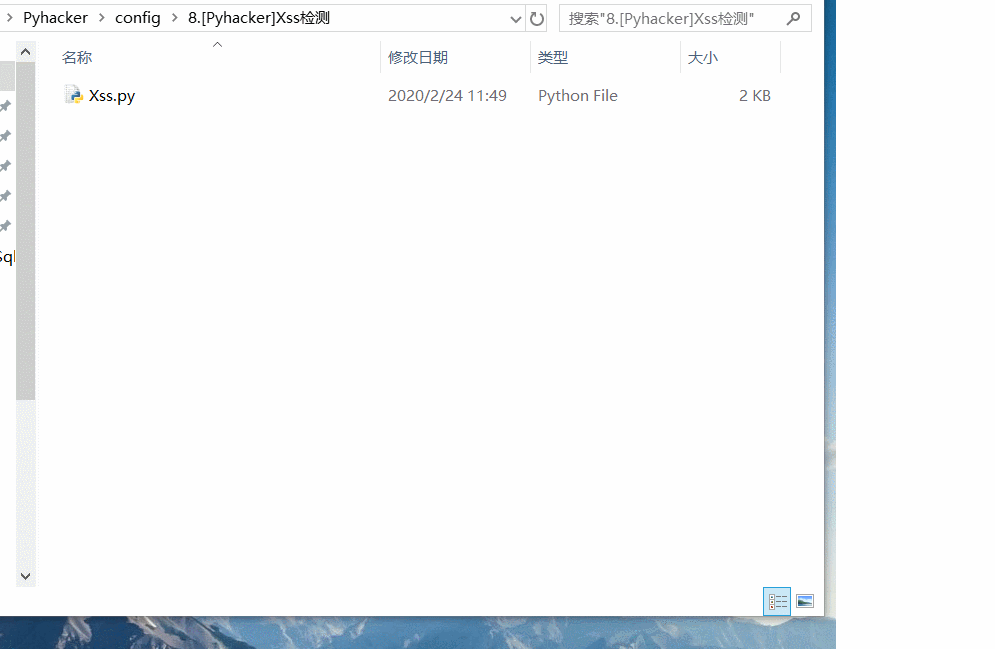 Pyhacker > config > 8.[Pyhacker]Xss检测
搜索"8.[Pyhacker]Xss检测"
名称 修改日期 类型 大小
Xss.py 2020/2/24 11:49 Python File 2 KB
Sql